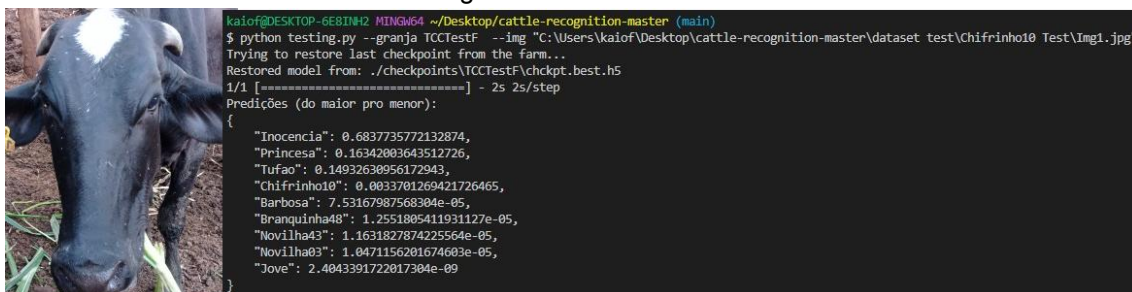 kaiof@DESKTOP-6E8INH2 MINGW64 ~/Desktop/cattle-recognition-master (main)
$ python testing.py --granja TCCTestF --img "C:\Users\kaiof\Desktop\cattle-recognition-master\dataset test\Chifrinho10 Test\Img1.jpg"
Trying to restore last checkpoint from the farm...
Restored model from: ./checkpoints\TCCTestF\chckpt.best.h5
1/1 [==============================] - 2s 2s/step
Predições (do maior pro menor):
{
"Inocencia": 0.6837735772132874,
"Princesa": 0.16342003643512726,
"Tufao": 0.14932630956172943,
"Chifrinho10": 0.0033701269421726465,
"Barbosa": 7.53167987568304e-05,
"Branquinha48": 1.2551805411931127e-05,
"Novilha43": 1.1631827874225564e-05,
"Novilha03": 1.0471156201674603e-05,
"Jove": 2.4043391722017304e-09
}